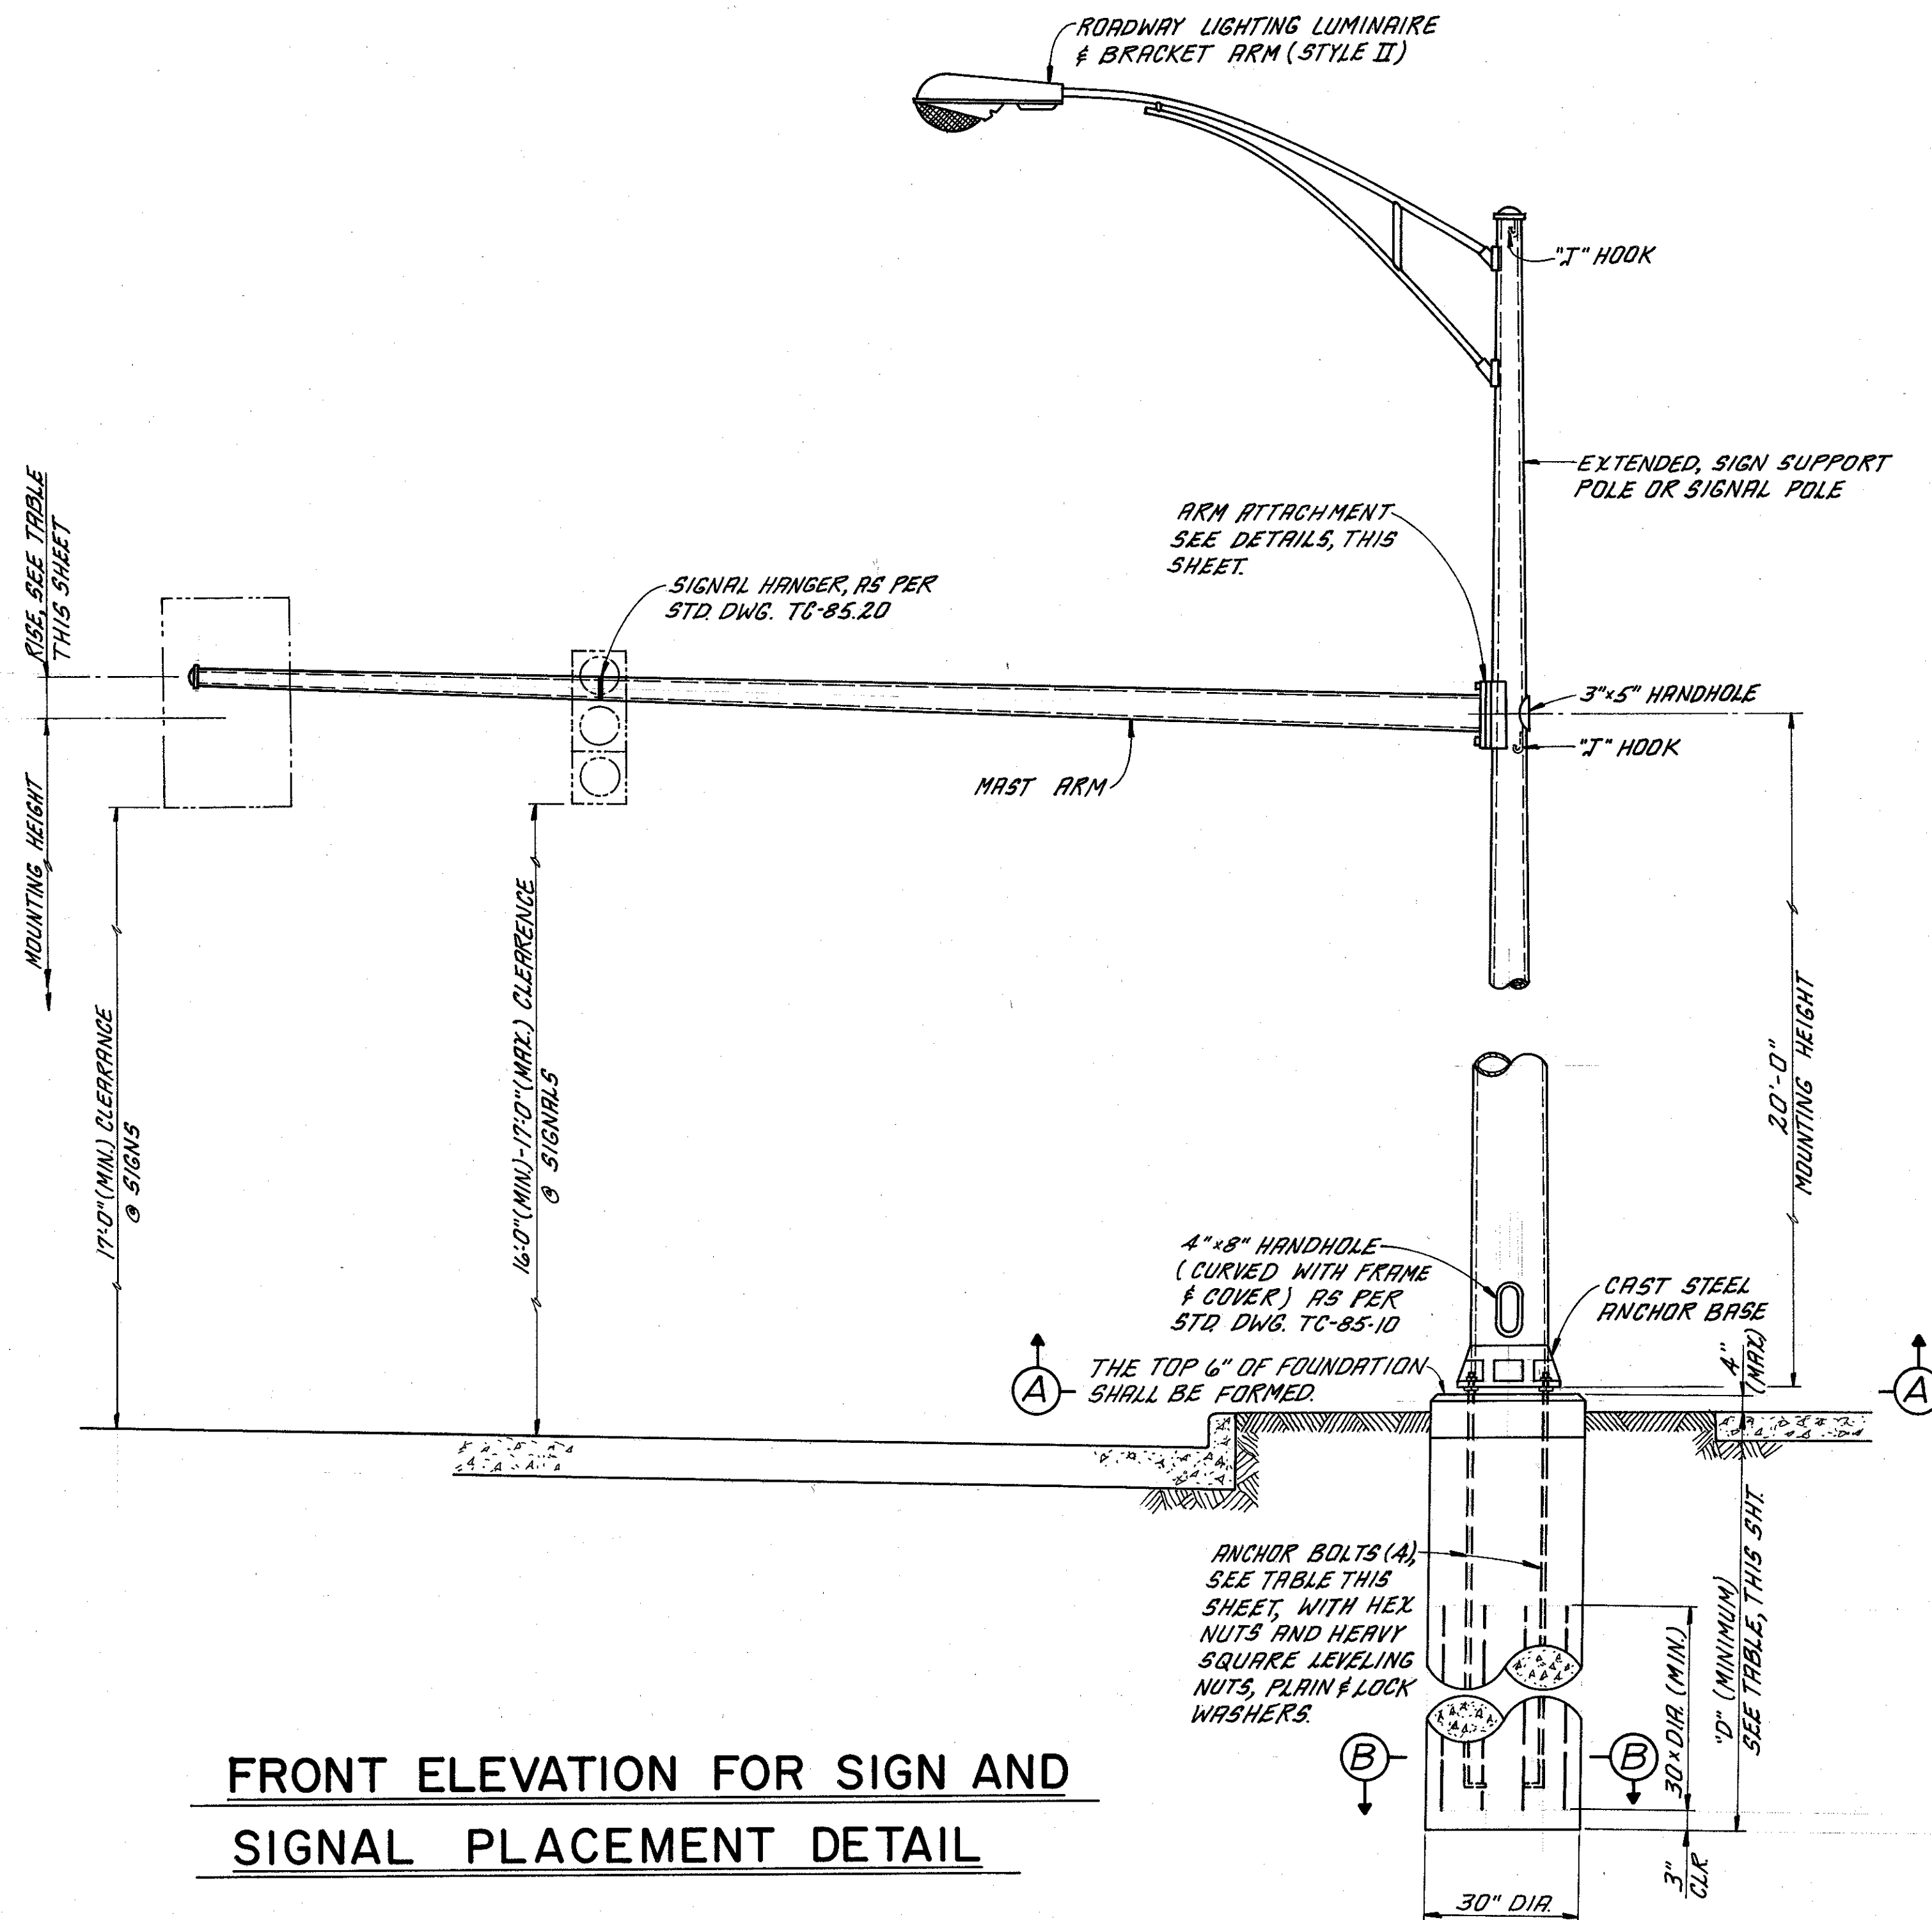 ROADWAY LIGHTING LUMINAIRE
& BRACKET ARM (STYLE II)
"J" HOOK
EXTENDED, SIGN SUPPORT
POLE OR SIGNAL POLE
ARM ATTACHMENT
SEE DETAILS, THIS
SHEET.
RISE, SEE TABLE
THIS SHEET
SIGNAL HANGER, AS PER
STD. DWG. TC-85.20
3"x5" HANDHOLE
"J" HOOK
MAST ARM
MOUNTING HEIGHT
17'-0" (MIN.) CLEARANCE
@ SIGNS
16'-0" (MIN.)-17'-0" (MAX.) CLEARENCE
@ SIGNALS
20'-0"
MOUNTING HEIGHT
4"x8" HANDHOLE
(CURVED WITH FRAME
& COVER) AS PER
STD. DWG. TC-85-10
CAST STEEL
ANCHOR BASE
4"
(MAX)
A
THE TOP 6" OF FOUNDATION
SHALL BE FORMED.
A
ANCHOR BOLTS (4),
SEE TABLE THIS
SHEET, WITH HEX
NUTS AND HEAVY
SQUARE LEVELING
NUTS, PLAIN & LOCK
WASHERS.
30 x DIA. (MIN.)
"D" (MINIMUM)
SEE TABLE, THIS SHT.
B
B
3"
CLR.
30" DIA.
FRONT ELEVATION FOR SIGN AND
SIGNAL PLACEMENT DETAIL